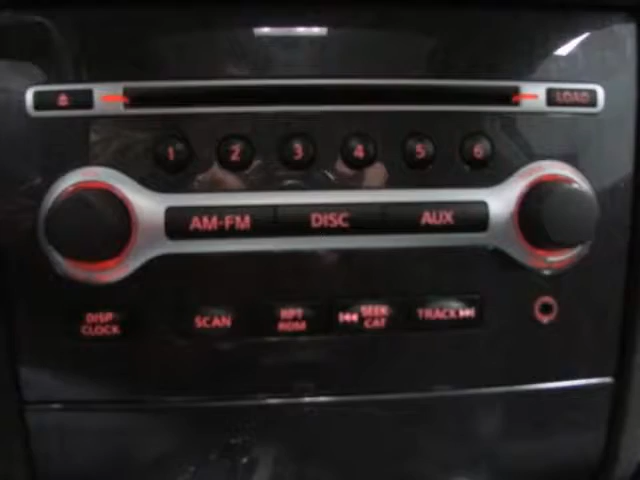 LOAD
1 2 3 4 5 6
AM·FM DISC AUX
DISP CLOCK
SCAN
RPT RDM
SEEK CAT
TRACK